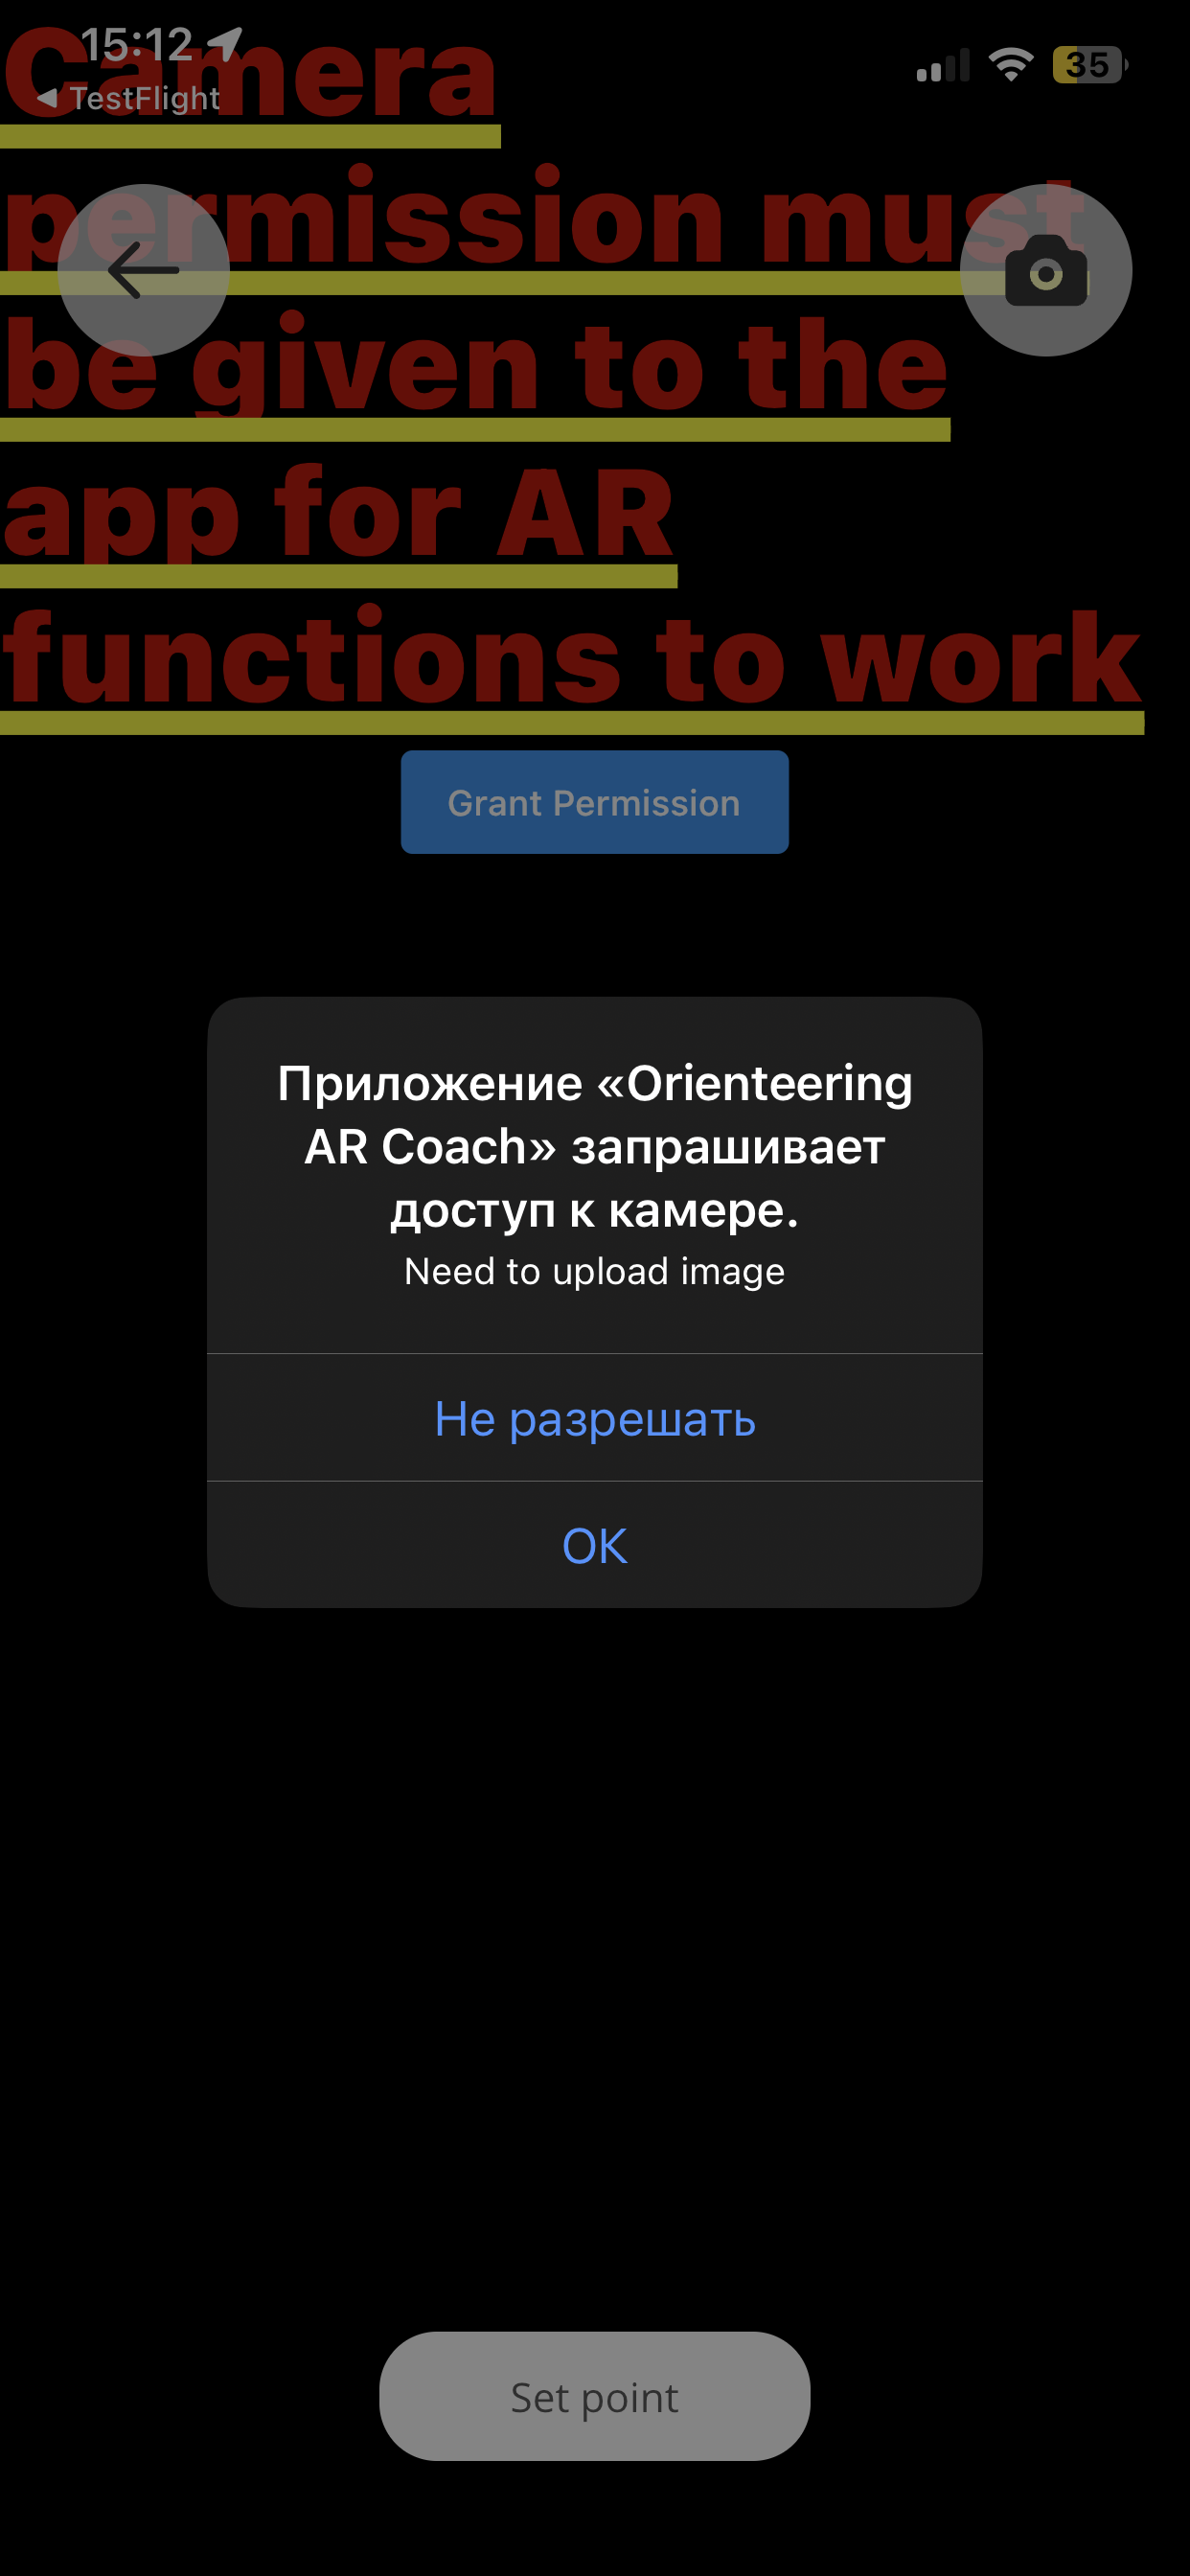 15:12
35
TestFlight
Camera
permission must
be given to the
app for AR
functions to work
Grant Permission
Приложение «Orienteering
AR Coach» запрашивает
доступ к камере.
Need to upload image
Не разрешать
ОК
Set point